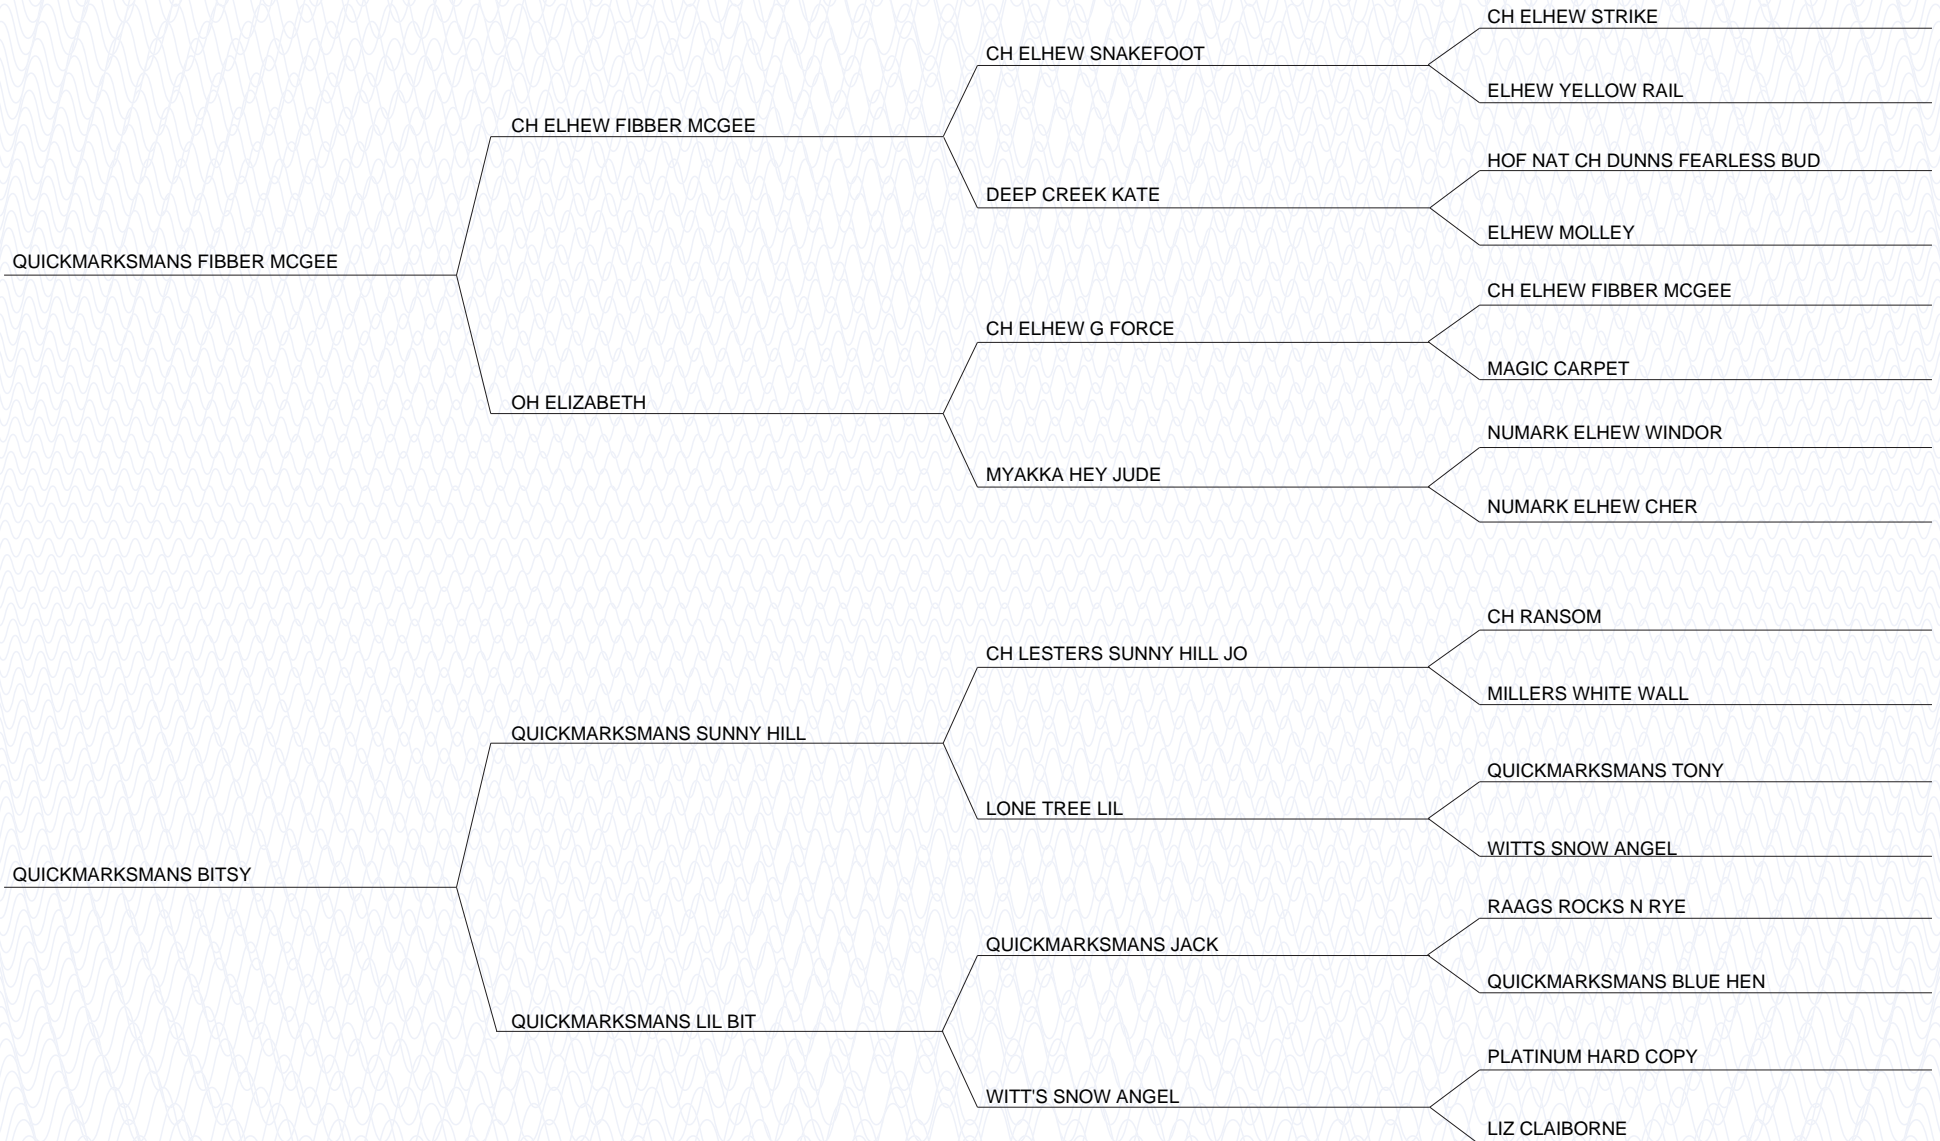 CH ELHEW STRIKE
CH ELHEW SNAKEFOOT
ELHEW YELLOW RAIL
CH ELHEW FIBBER MCGEE
HOF NAT CH DUNNS FEARLESS BUD
DEEP CREEK KATE
ELHEW MOLLEY
QUICKMARKSMANS FIBBER MCGEE
CH ELHEW FIBBER MCGEE
CH ELHEW G FORCE
MAGIC CARPET
OH ELIZABETH
NUMARK ELHEW WINDOR
MYAKKA HEY JUDE
NUMARK ELHEW CHER
CH RANSOM
CH LESTERS SUNNY HILL JO
MILLERS WHITE WALL
QUICKMARKSMANS SUNNY HILL
QUICKMARKSMANS TONY
LONE TREE LIL
WITTS SNOW ANGEL
QUICKMARKSMANS BITSY
RAAGS ROCKS N RYE
QUICKMARKSMANS JACK
QUICKMARKSMANS BLUE HEN
QUICKMARKSMANS LIL BIT
PLATINUM HARD COPY
WITT'S SNOW ANGEL
LIZ CLAIBORNE